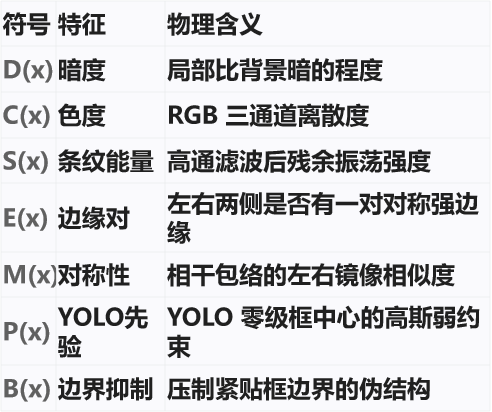 符号 特征 物理含义
D(x) 暗度 局部比背景暗的程度
C(x) 色度 RGB 三通道离散度
S(x) 条纹能量 高通滤波后残余振荡强度
E(x) 边缘对 左右两侧是否有一对对称强边
缘
M(x) 对称性 相干包络的左右镜像相似度
P(x) YOLO先
验 YOLO 零级框中心的高斯弱约
束
B(x) 边界抑制 压制紧贴框边界的伪结构